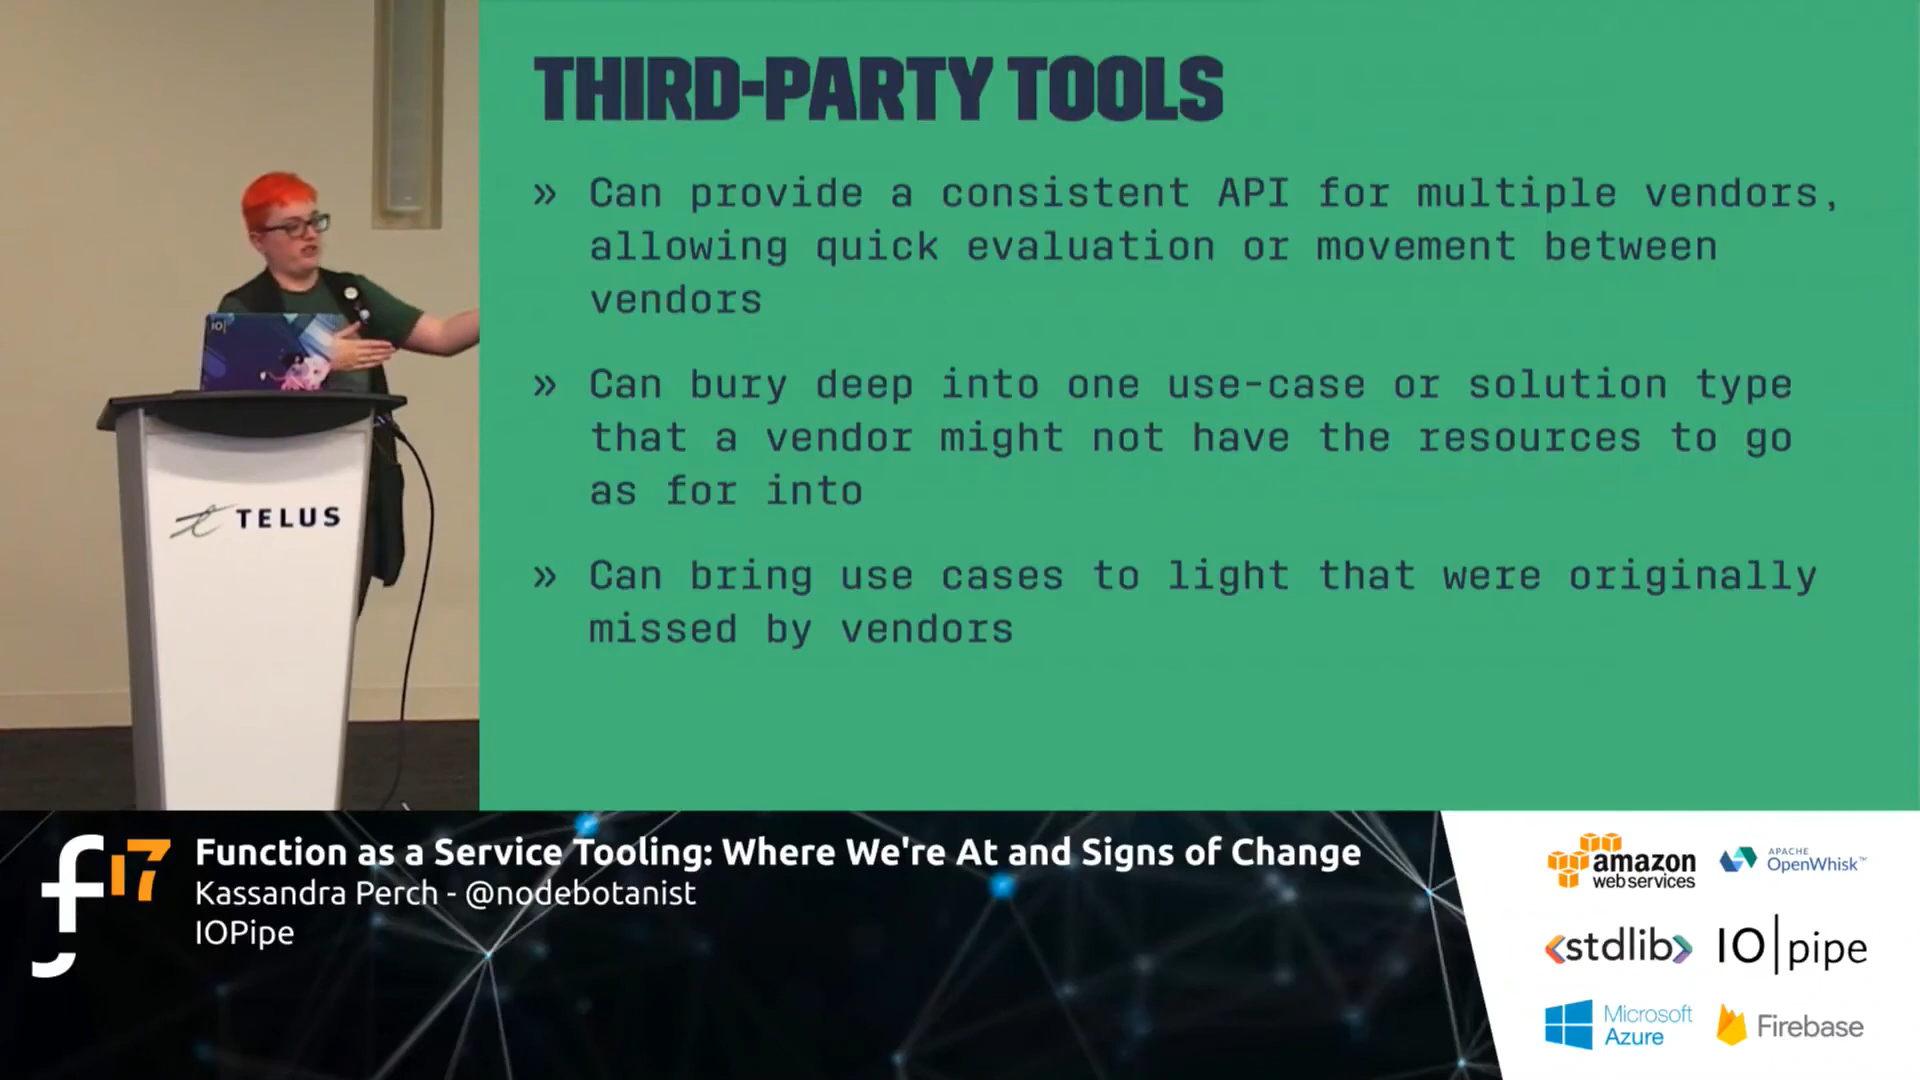 THIRD-PARTY TOOLS
» Can provide a consistent API for multiple vendors,
allowing quick evaluation or movement between
vendors
» Can bury deep into one use-case or solution type
that a vendor might not have the resources to go
as for into
» Can bring use cases to light that were originally
missed by vendors
IO|
TELUS
f17
Function as a Service Tooling: Where We're At and Signs of Change
Kassandra Perch - @nodebotanist
IOPipe
amazon
webservices
APACHE
OpenWhisk™
<stdlib>
IO|pipe
Microsoft
Azure
Firebase